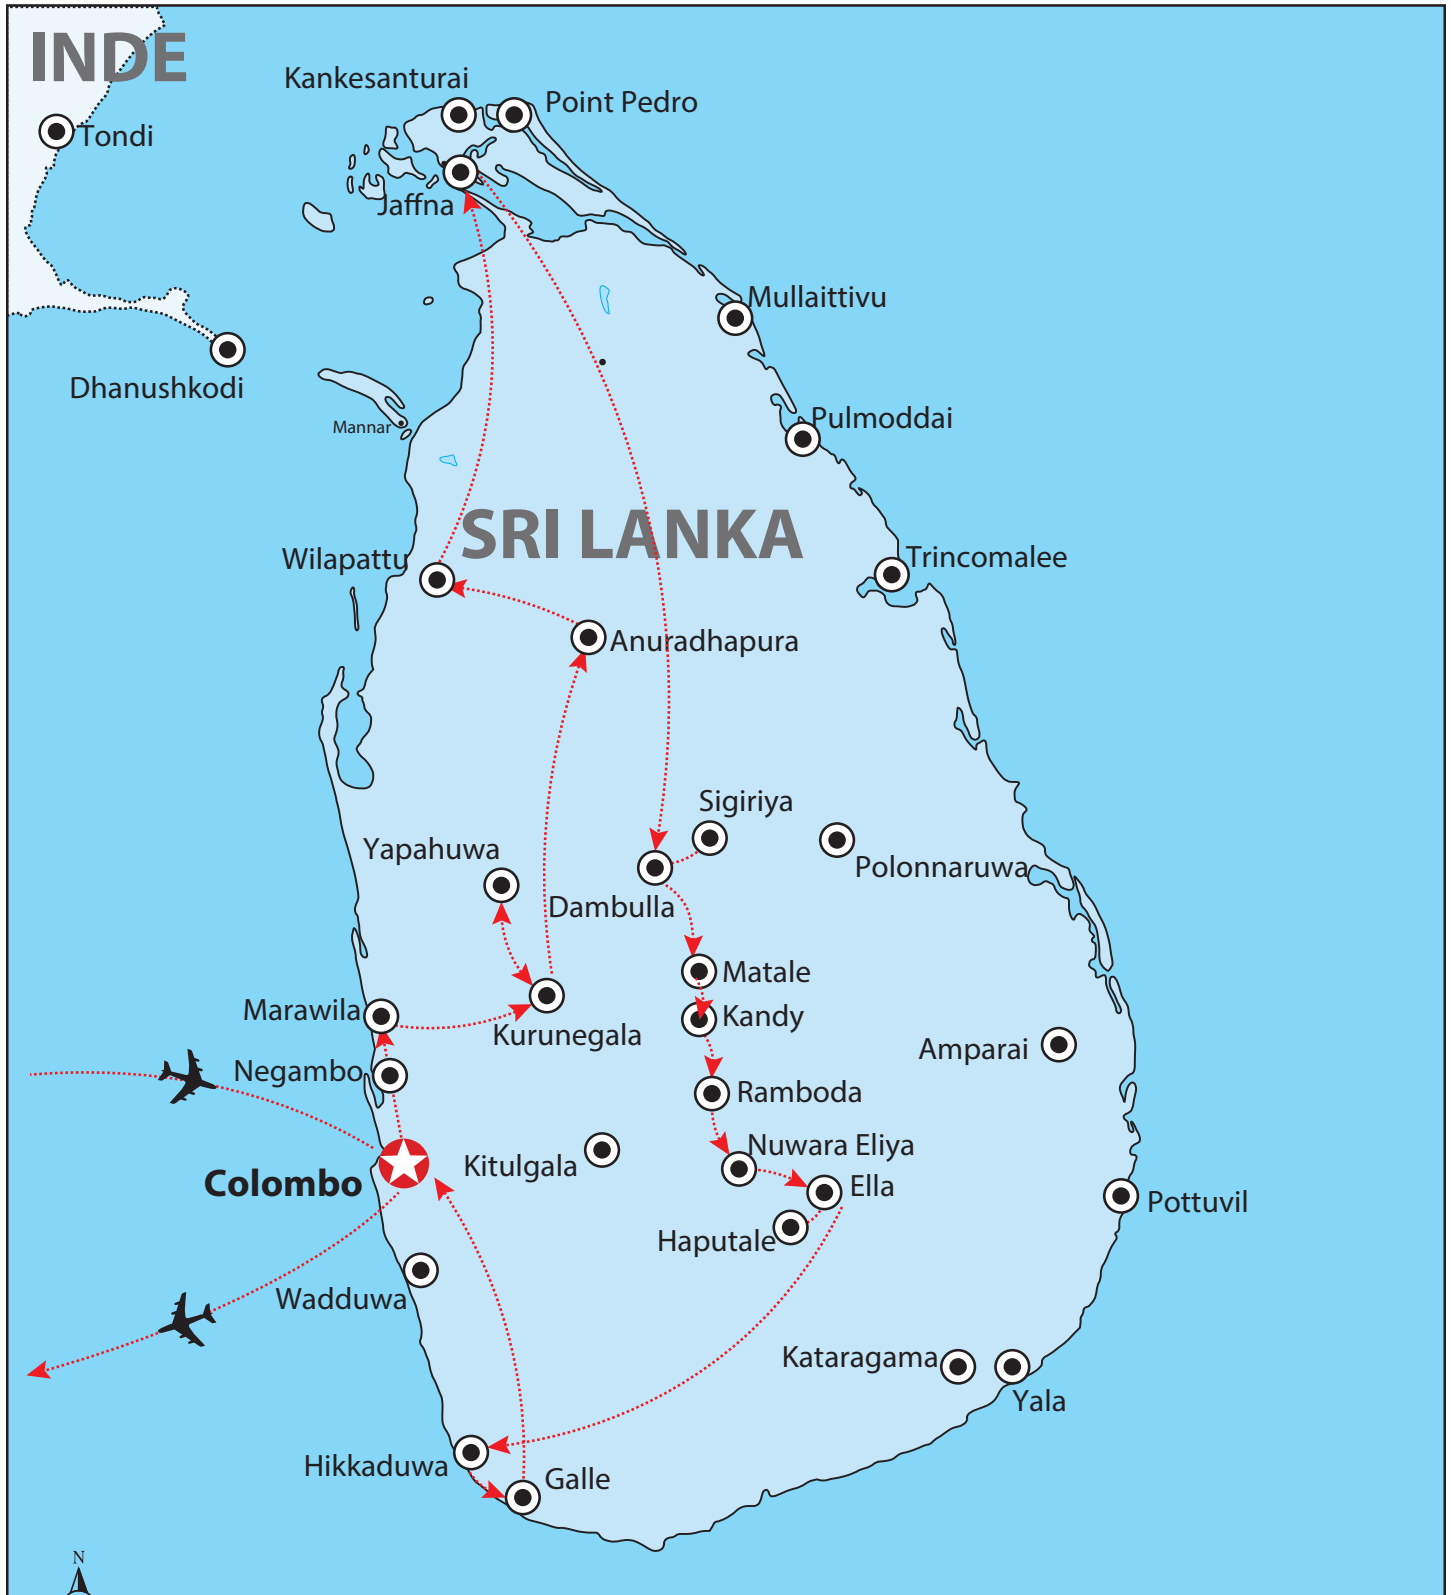 INDE
Kankesanturai
Point Pedro
Tondi
Jaffna
Mullaittivu
Dhanushkodi
Mannar
Pulmoddai
SRI LANKA
Wilapattu
Trincomalee
Anuradhapura
Sigiriya
Yapahuwa
Polonnaruwa
Dambulla
Matale
Marawila
Kandy
Kurunegala
Amparai
Negambo
Ramboda
Nuwara Eliya
Kitulgala
Colombo
Ella
Pottuvil
Haputale
Wadduwa
Kataragama
Yala
Hikkaduwa
Galle
N